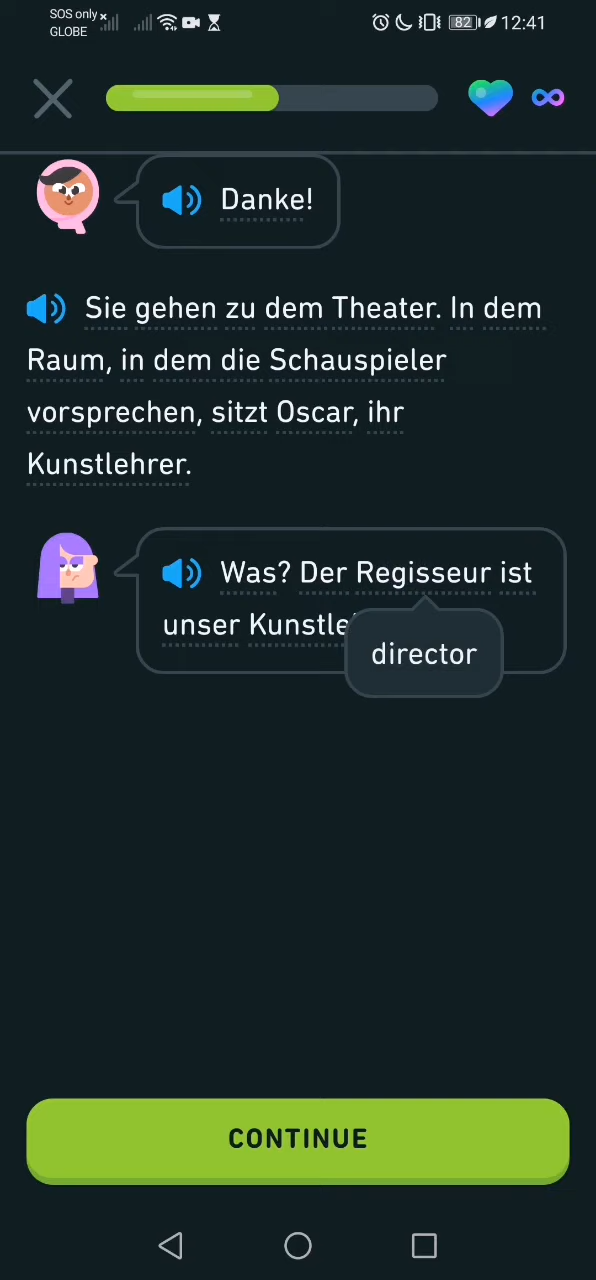 SOS only
GLOBE
82
12:41
Danke!
Sie gehen zu dem Theater. In dem
Raum, in dem die Schauspieler
vorsprechen, sitzt Oscar, ihr
Kunstlehrer.
Was? Der Regisseur ist
unser Kunstle
director
CONTINUE